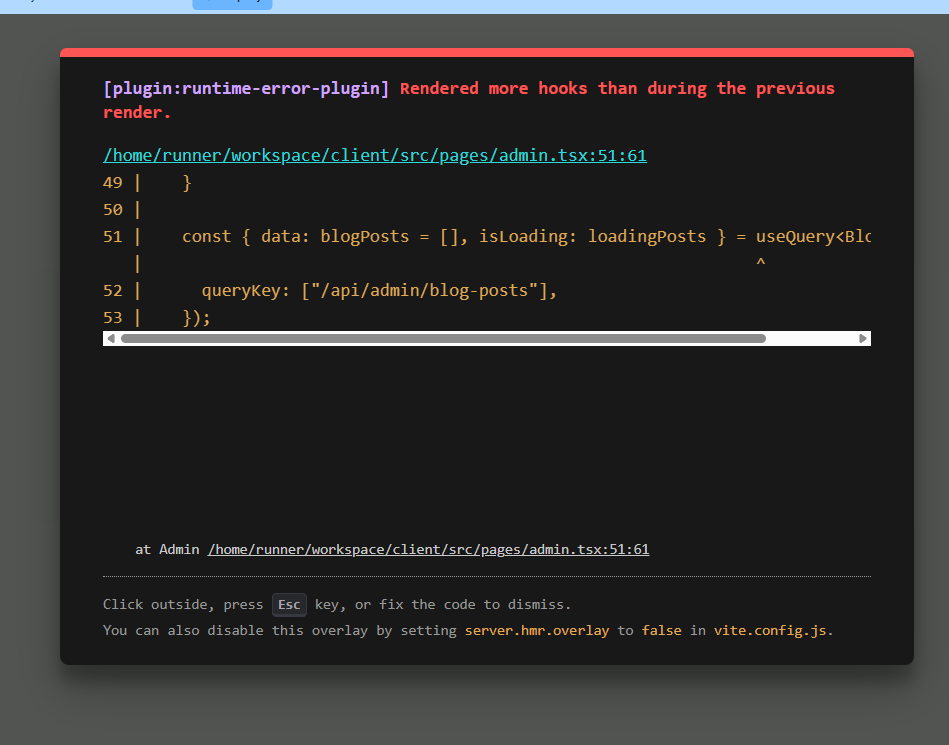 [plugin:runtime-error-plugin] Rendered more hooks than during the previous
render.
/home/runner/workspace/client/src/pages/admin.tsx:51:61
49 |    }
50 |
51 |    const { data: blogPosts = [], isLoading: loadingPosts } = useQuery<Blo
   |                                                              ^
52 |      queryKey: ["/api/admin/blog-posts"],
53 |    });
at Admin /home/runner/workspace/client/src/pages/admin.tsx:51:61
Click outside, press Esc key, or fix the code to dismiss.
You can also disable this overlay by setting server.hmr.overlay to false in vite.config.js.